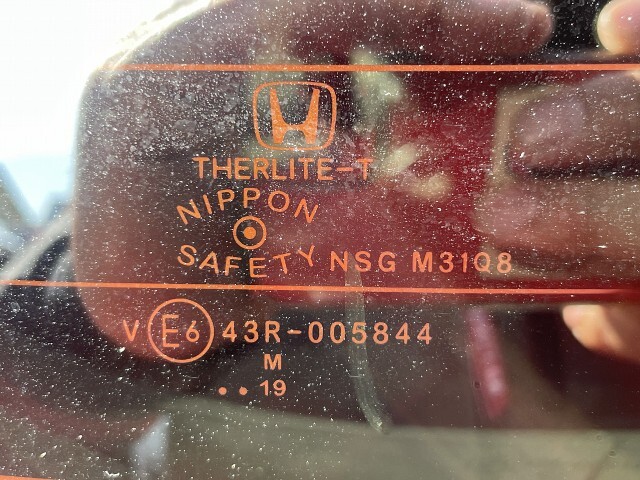 THERLITE-T
NIPPON
SAFETY NSG M31Q8
V E6 43R-005844
M
..19